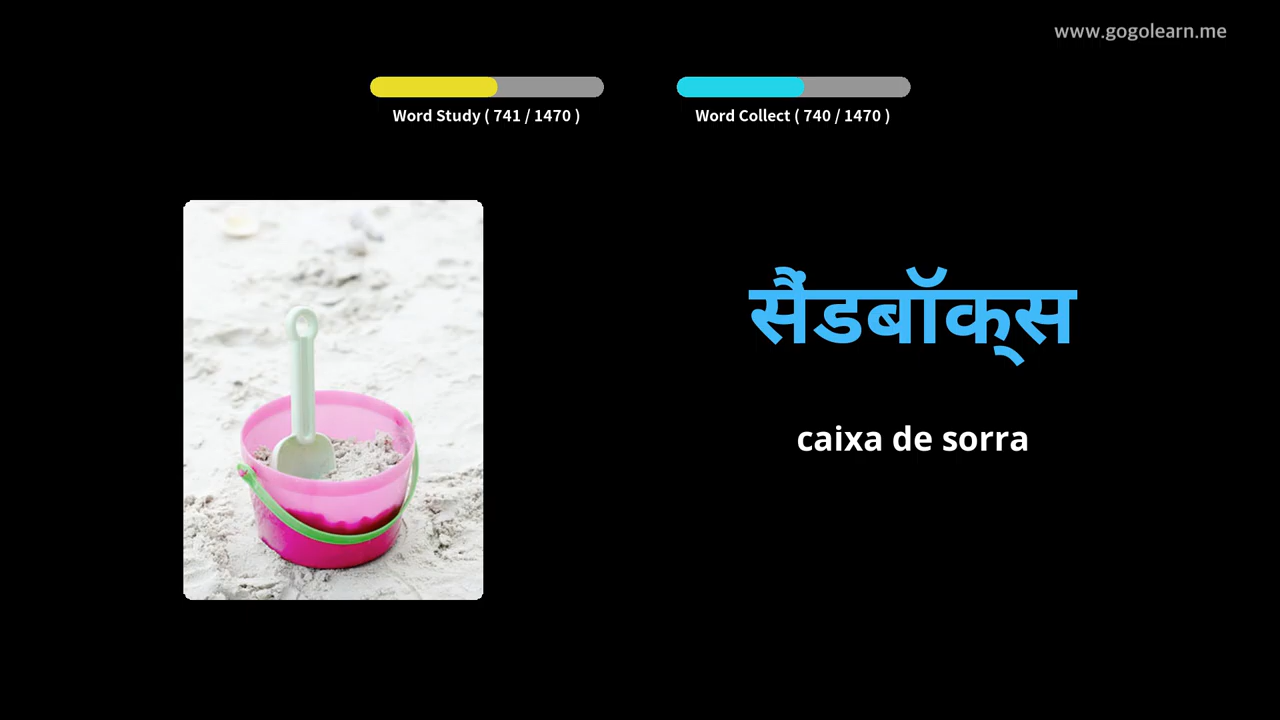 www.gogolearn.me
Word Study ( 741 / 1470 )
Word Collect ( 740 / 1470 )
सैंडबॉक्स
caixa de sorra